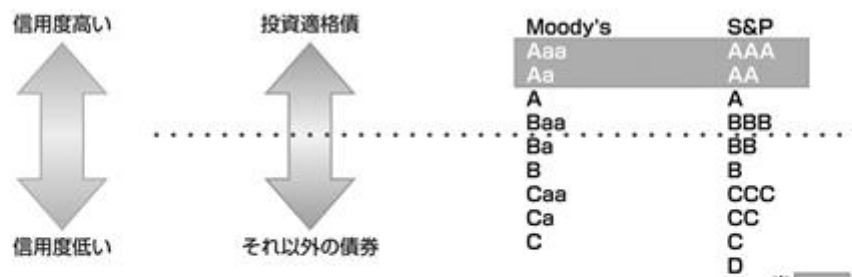 信用度高い 投資適格債 Moody's S&P
Aaa AAA
Aa AA
A A
Baa BBB
Ba BB
B B
Caa CCC
Ca CC
信用度低い それ以外の債券 C C
D